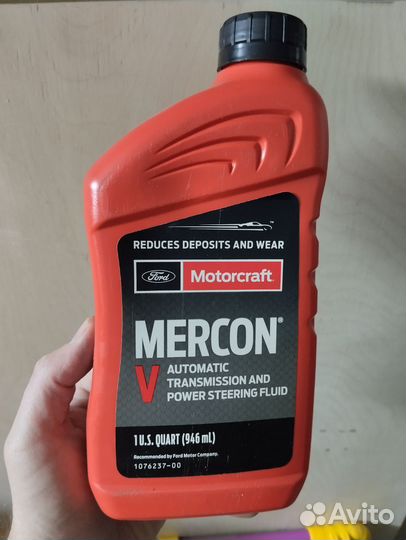 REDUCES DEPOSITS AND WEAR
Ford Motorcraft
MERCON®
V AUTOMATIC
TRANSMISSION AND
POWER STEERING FLUID
1 U.S. QUART (946 mL)
Recommended by Ford Motor Company.
1076237-00
Avito